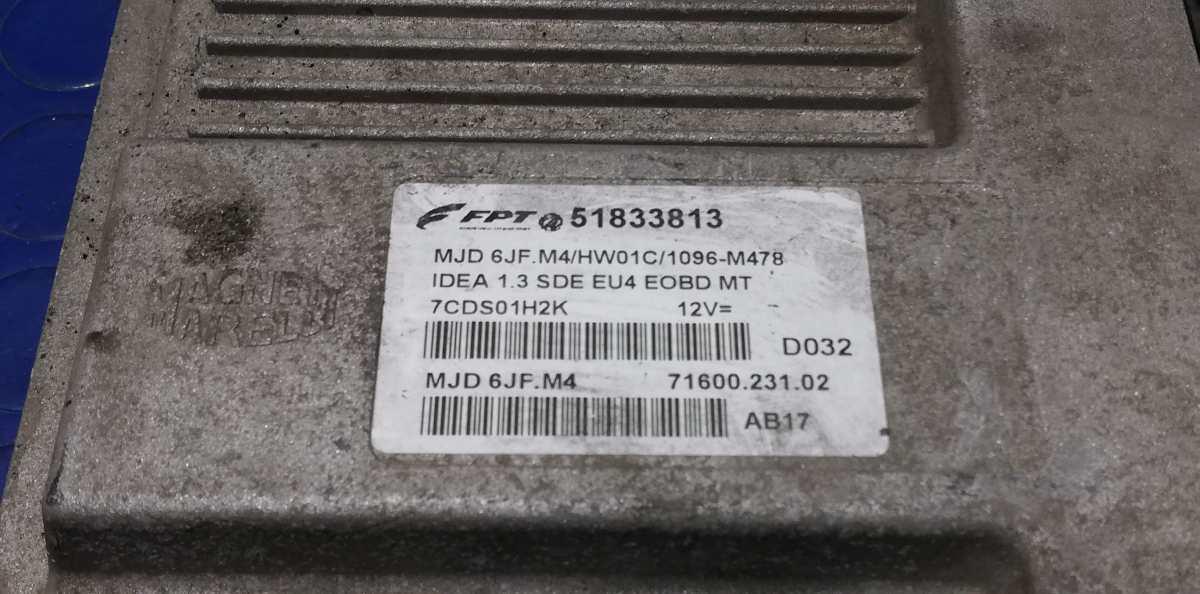 FPT 51833813
MJD 6JF.M4/HW01C/1096-M478
IDEA 1.3 SDE EU4 EOBD MT
7CDS01H2K 12V=
D032
MJD 6JF.M4 71600.231.02
AB17
MAGNETI
MARELLI